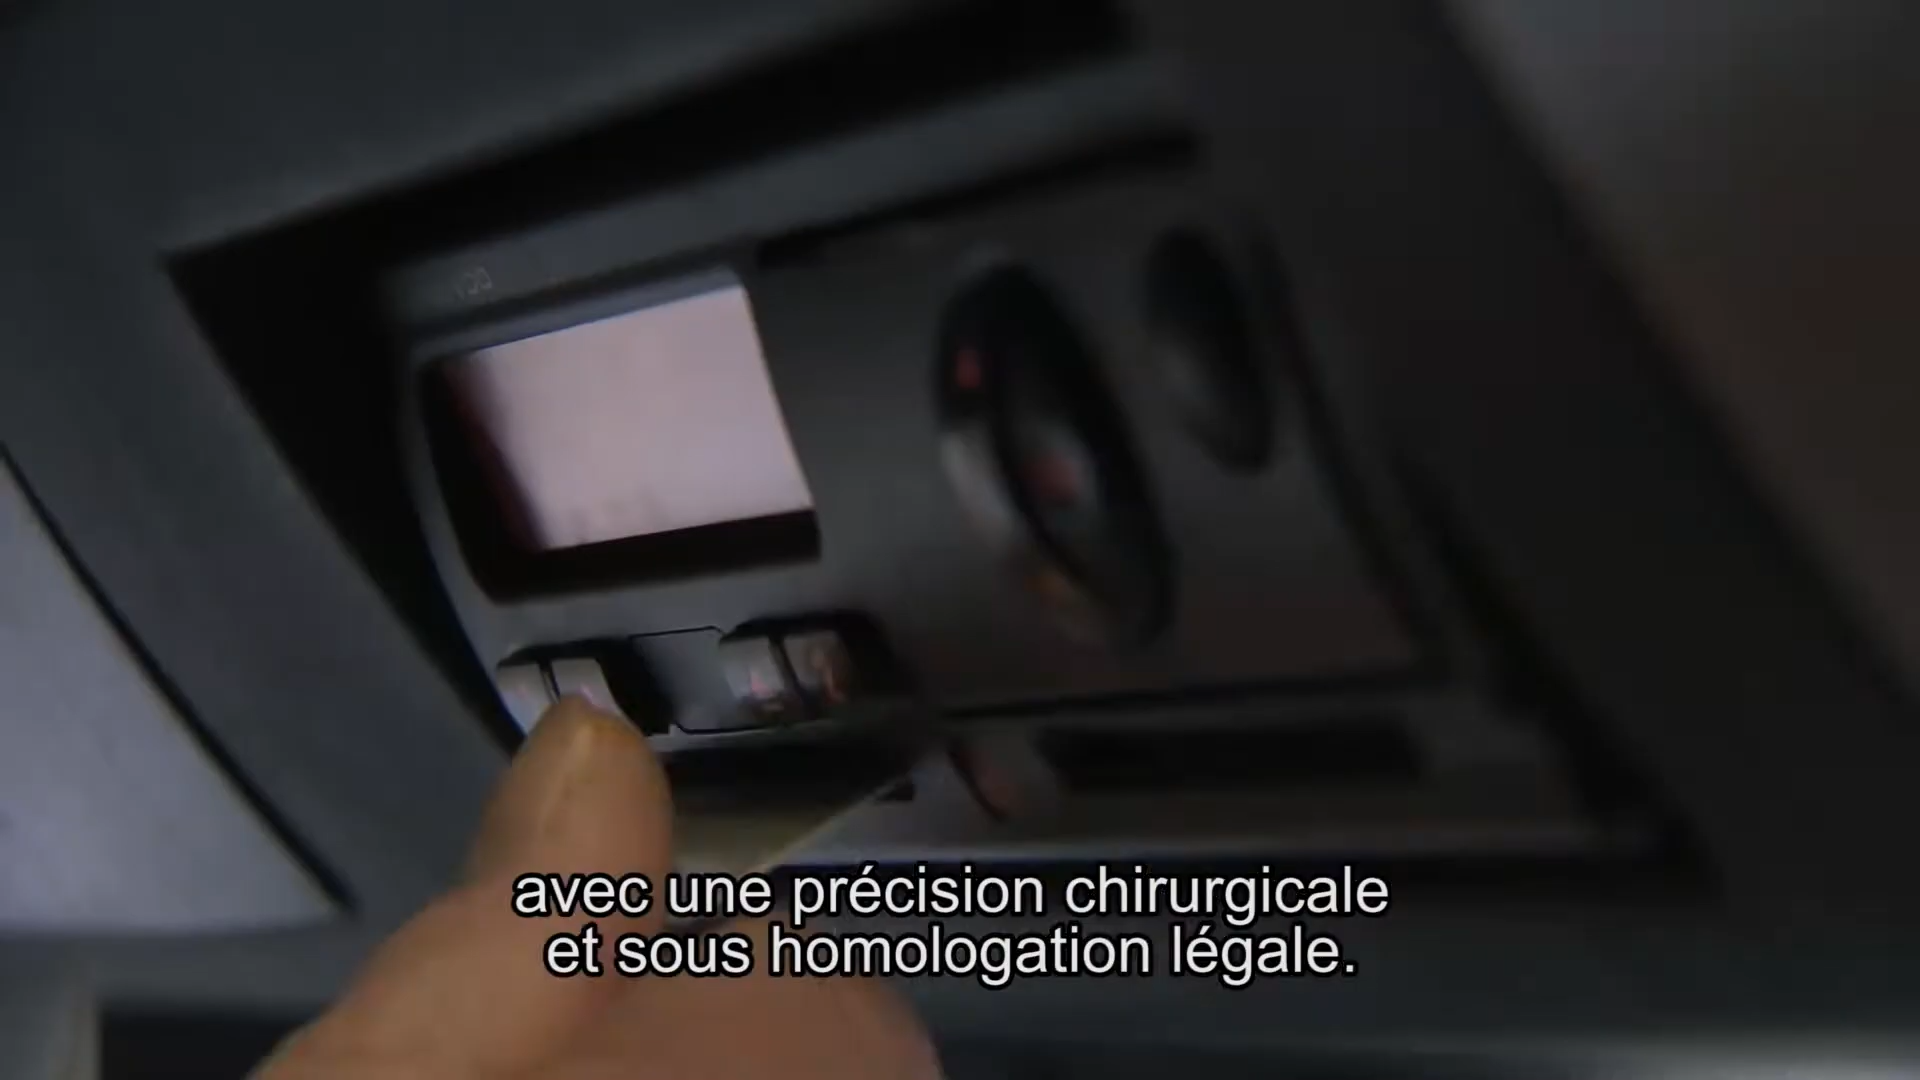 avec une précision chirurgicale
et sous homologation légale.